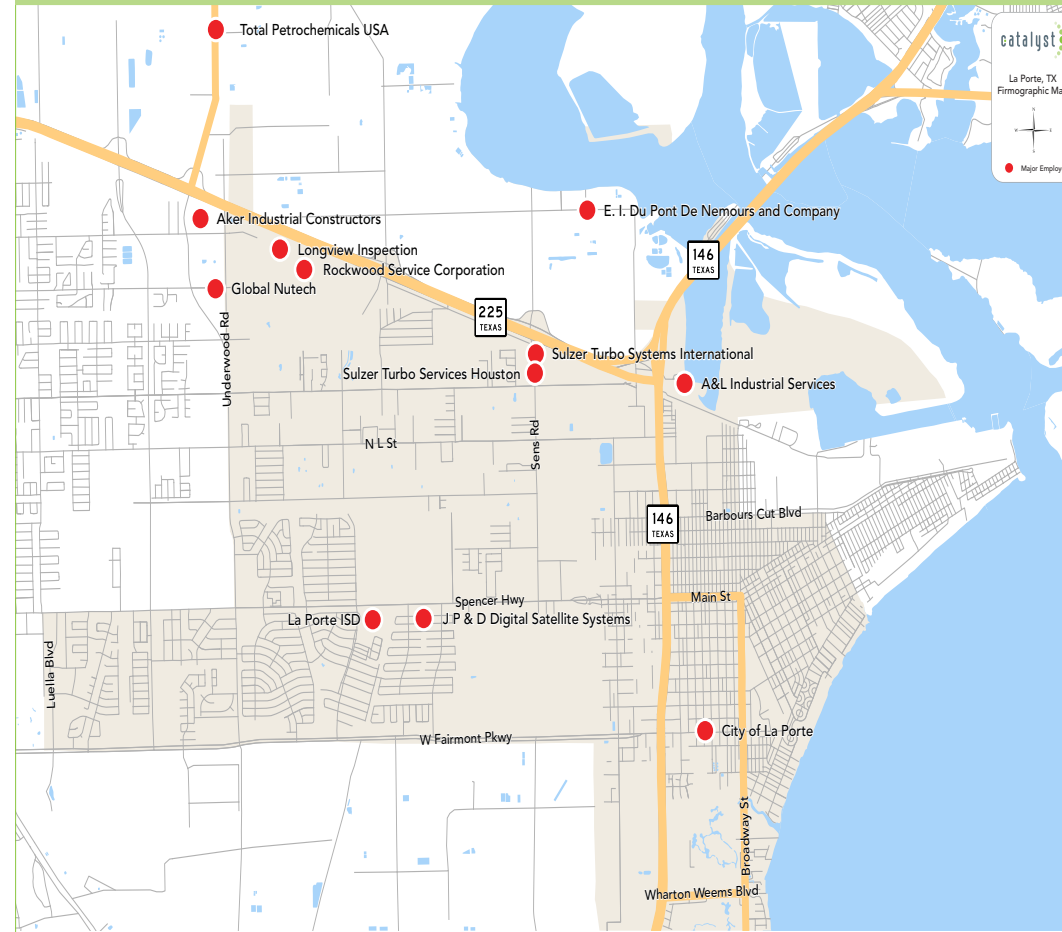 Total Petrochemicals USA
catalyst
La Porte, TX
Firmographic Ma
N
W
E
S
Major Employ
Aker Industrial Constructors
E. I. Du Pont De Nemours and Company
Longview Inspection
146
TEXAS
Rockwood Service Corporation
Global Nutech
225
TEXAS
Underwood Rd
Sulzer Turbo Systems International
Sulzer Turbo Services Houston
A&L Industrial Services
N L St
Sens Rd
146
TEXAS
Barbours Cut Blvd
Main St
Spencer Hwy
La Porte ISD
J P & D Digital Satellite Systems
Luella Blvd
City of La Porte
W Fairmont Pkwy
Broadway St
Wharton Weems Blvd